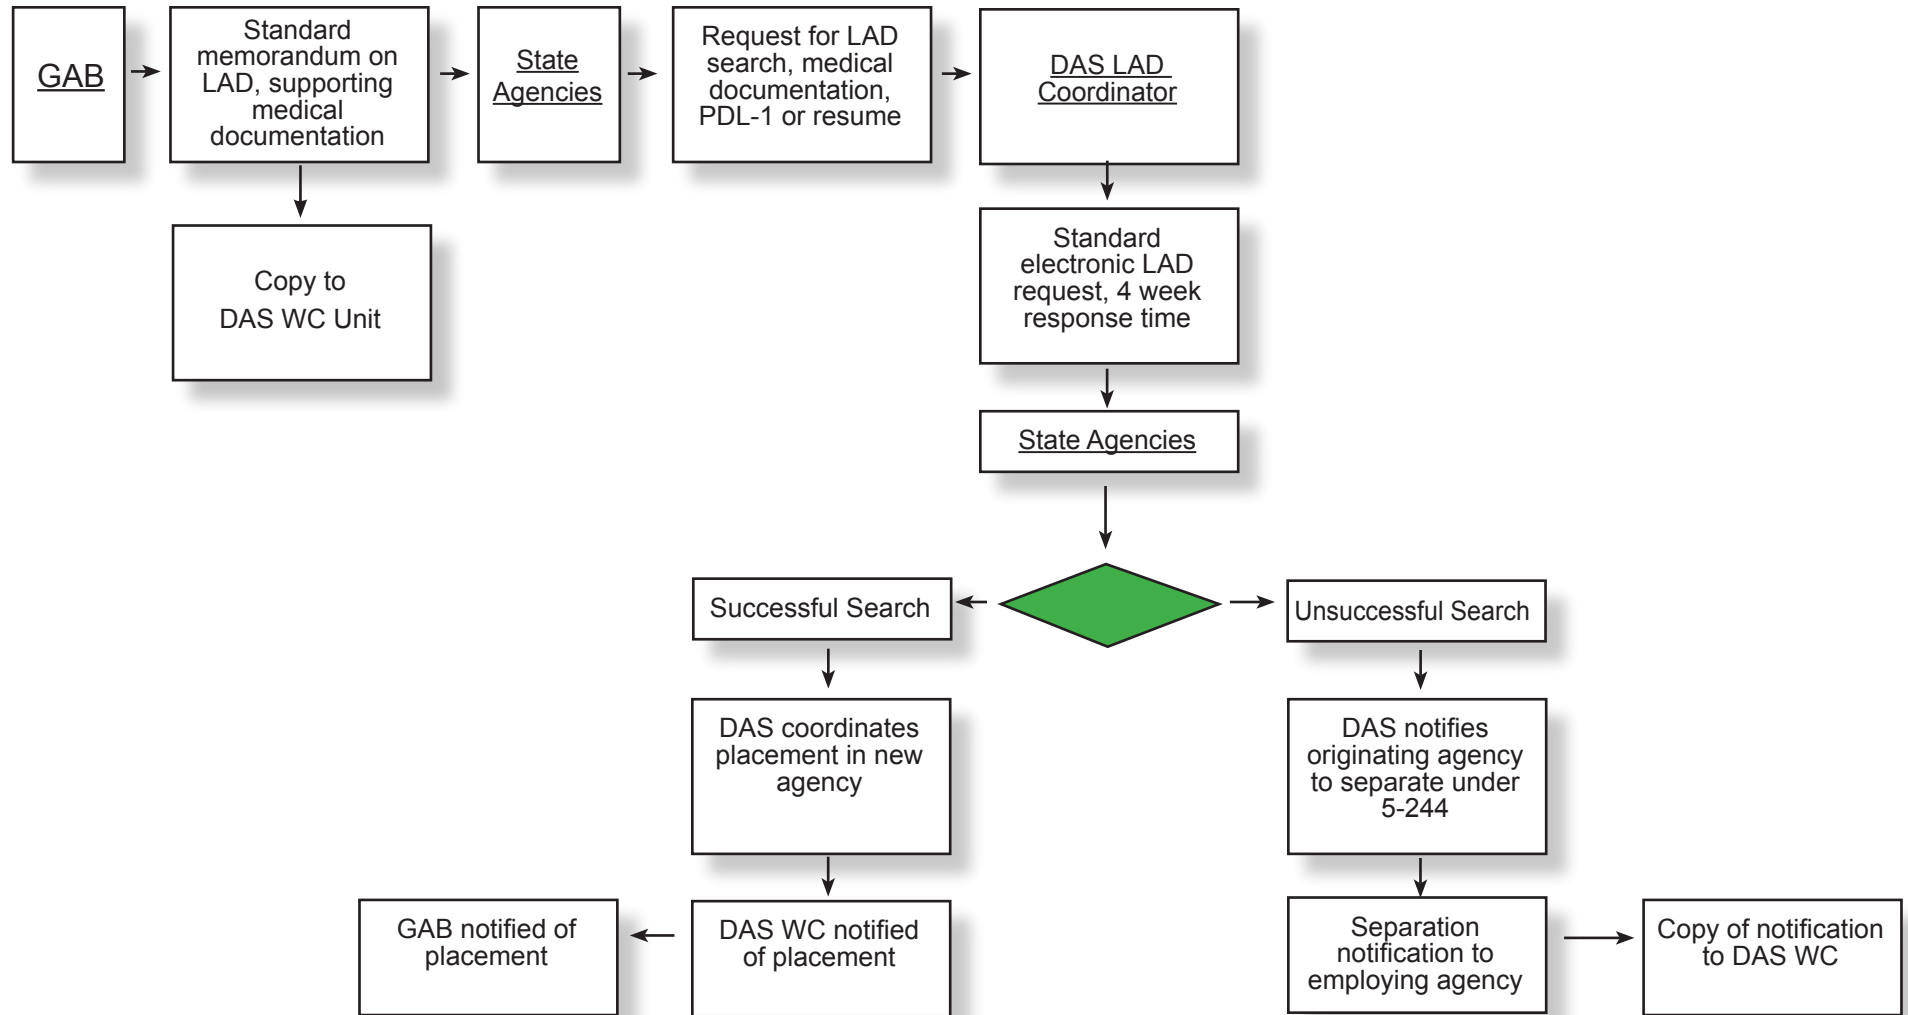 GAB
Standard
memorandum on
LAD, supporting
medical
documentation
State
Agencies
Request for LAD
search, medical
documentation,
PDL-1 or resume
DAS LAD
Coordinator
Copy to
DAS WC Unit
Standard
electronic LAD
request, 4 week
response time
State Agencies
Successful Search
Unsuccessful Search
DAS coordinates
placement in new
agency
DAS notifies
originating agency
to separate under
5-244
GAB notified of
placement
DAS WC notified
of placement
Separation
notification to
employing agency
Copy of notification
to DAS WC